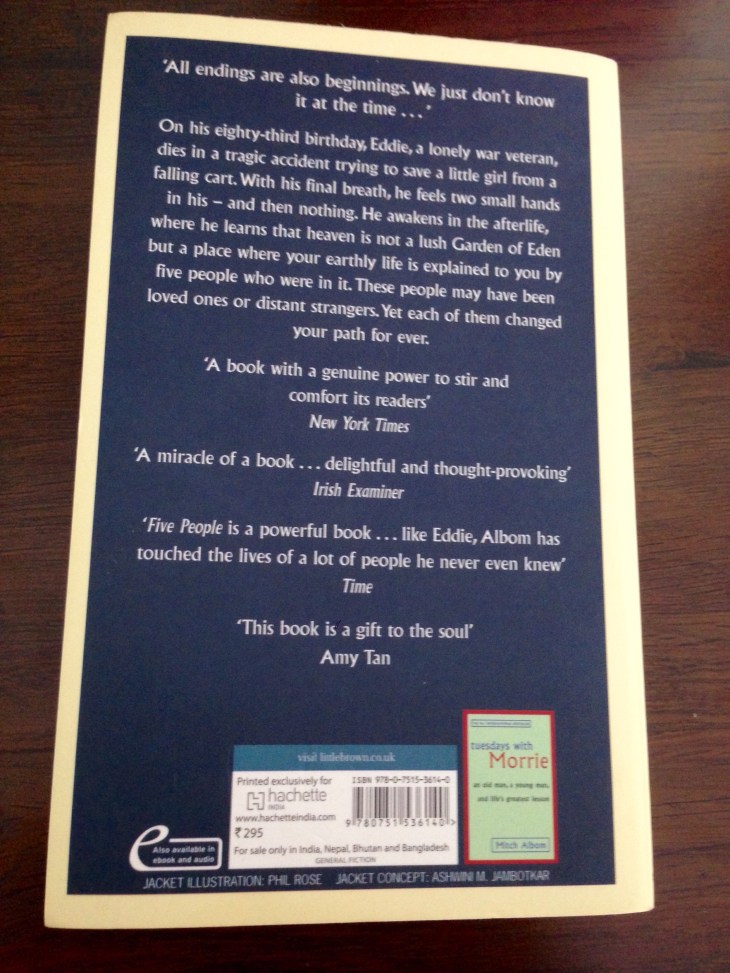 ‘All endings are also beginnings. We just don't know
it at the time ...’
On his eighty-third birthday, Eddie, a lonely war veteran,
dies in a tragic accident trying to save a little girl from a
falling cart. With his final breath, he feels two small hands
in his – and then nothing. He awakens in the afterlife,
where he learns that heaven is not a lush Garden of Eden
but a place where your earthly life is explained to you by
five people who were in it. These people may have been
loved ones or distant strangers. Yet each of them changed
your path for ever.
‘A book with a genuine power to stir and
comfort its readers’
New York Times
‘A miracle of a book ... delightful and thought-provoking’
Irish Examiner
‘Five People is a powerful book ... like Eddie, Albom has
touched the lives of a lot of people he never even knew’
Time
‘This book is a gift to the soul’
Amy Tan
visit littlebrown.co.uk
Printed exclusively for
hachette
INDIA
www.hachetteindia.com
₹ 295
ISBN 978-0-7515-3614-0
9 780751 536140 >
For sale only in India, Nepal, Bhutan and Bangladesh
GENERAL FICTION
e
Also available in
ebook and audio
tuesdays with
Morrie
an old man, a young man,
and life's greatest lesson
Mitch Albom
JACKET ILLUSTRATION: PHIL ROSE JACKET CONCEPT: ASHWINI M. JAMBOTKAR